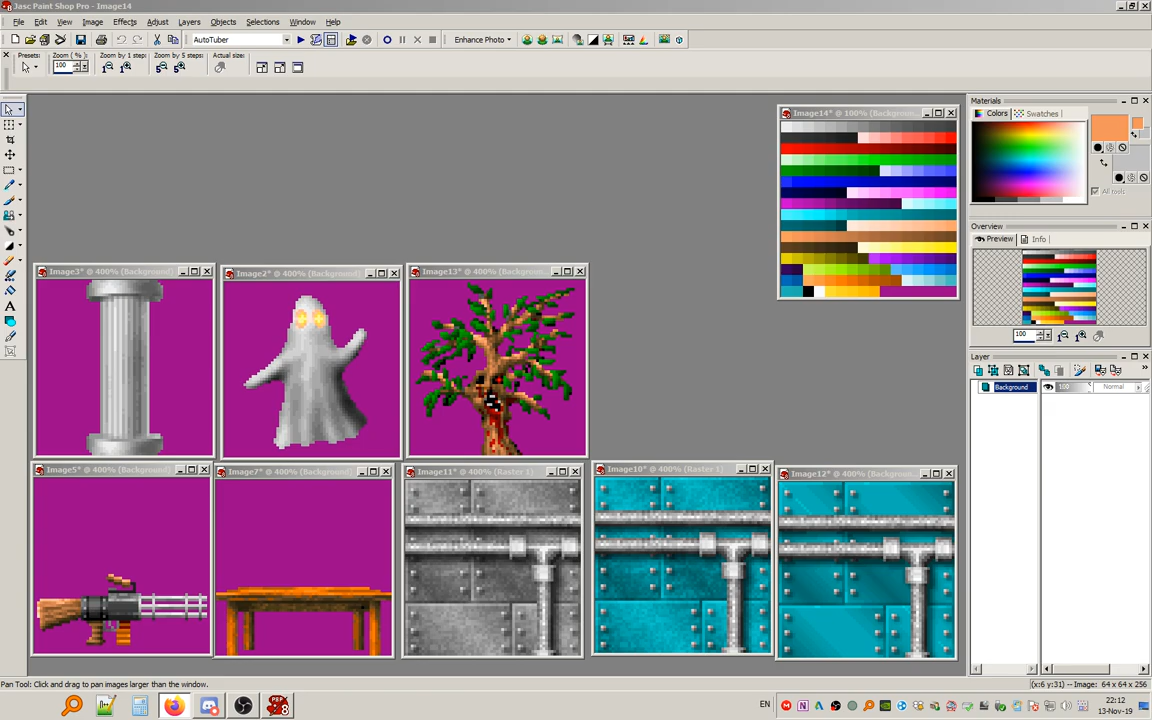 Jasc Paint Shop Pro - Image14
File Edit View Image Effects Adjust Layers Objects Selections Window Help
AutoTuber Enhance Photo
Presets: Zoom (%): Zoom by 1 step: Zoom by 5 steps: Actual size:
100
Materials
Image14* @ 100% (Backgroun...
Colors Swatches
All tools
Overview
Preview Info
Image3* @ 400% (Background)
Image2* @ 400% (Background)
Image13* @ 400% (Backgroun...
100
Layer
Background 100 Normal
Image5* @ 400% (Background)
Image7* @ 400% (Background)
Image11* @ 400% (Raster 1)
Image10* @ 400% (Raster 1)
Image12* @ 400% (Backgroun...
Pan Tool: Click and drag to pan images larger than the window.
(x:6 y:31) -- Image: 64 x 64 x 256
EN
22:12
13-Nov-19